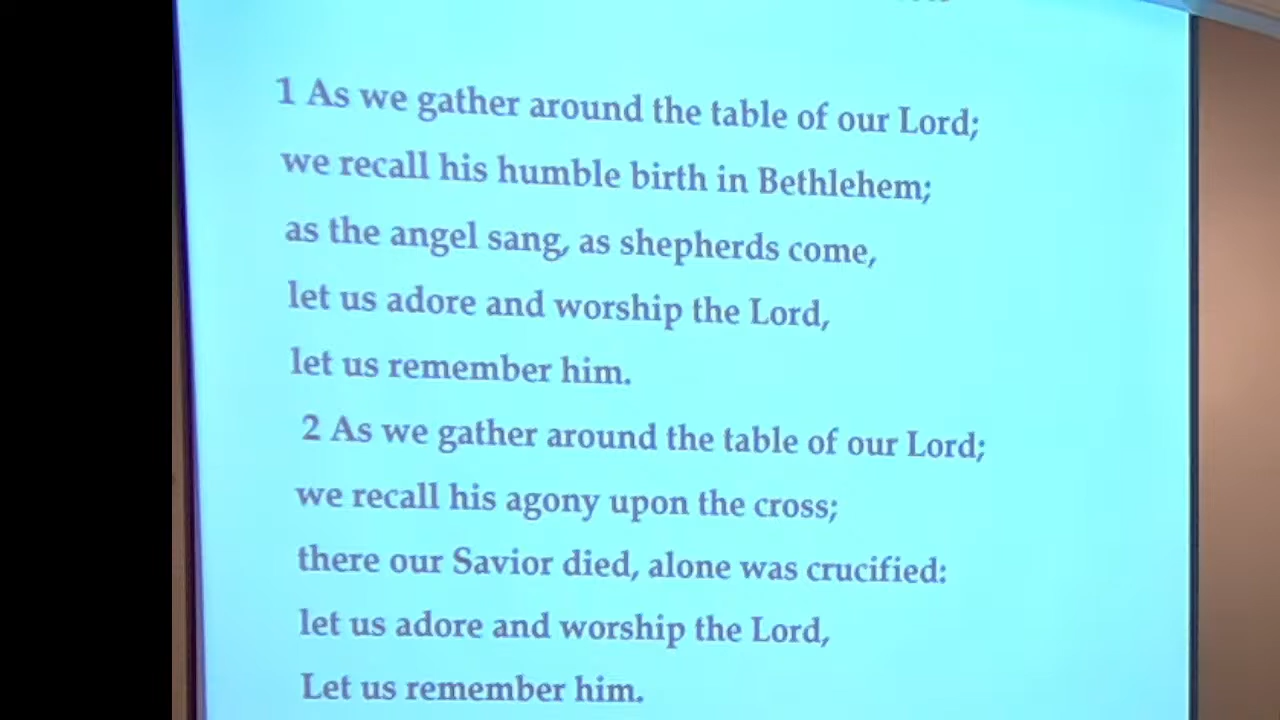 1 As we gather around the table of our Lord;
we recall his humble birth in Bethlehem;
as the angel sang, as shepherds come,
let us adore and worship the Lord,
let us remember him.
2 As we gather around the table of our Lord;
we recall his agony upon the cross;
there our Savior died, alone was crucified:
let us adore and worship the Lord,
Let us remember him.